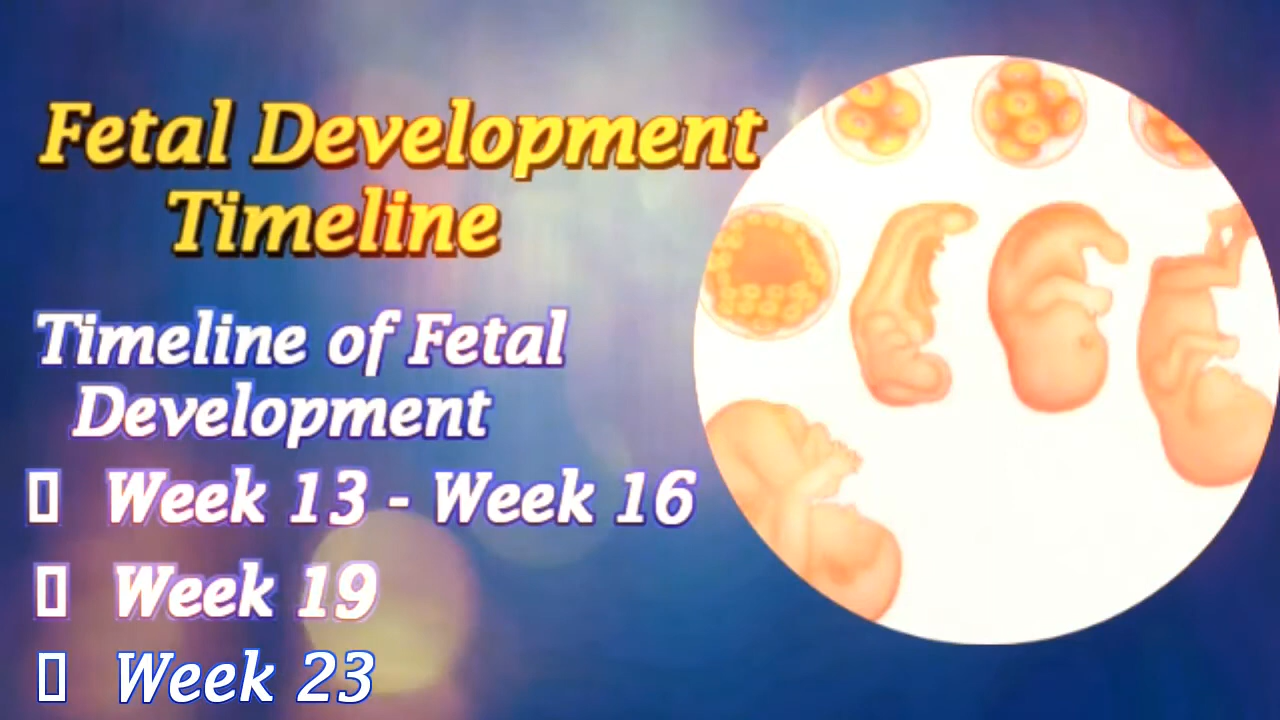 Fetal Development
Timeline
Timeline of Fetal
Development
Week 13 - Week 16
Week 19
Week 23